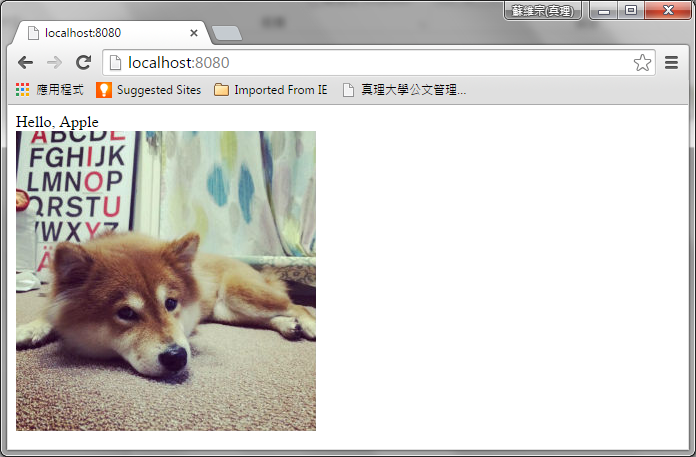 蘇維宗(真理)
localhost:8080
localhost:8080
應用程式
Suggested Sites
Imported From IE
真理大學公文管理...
Hello, Apple
ABCDE
FGHIJK
LMNOP
QRSTU
VWXYZ